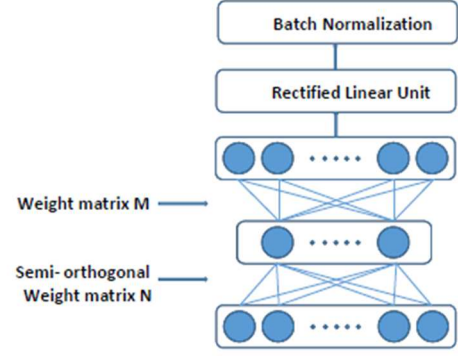 Batch Normalization
Rectified Linear Unit
Weight matrix M
Semi- orthogonal
Weight matrix N